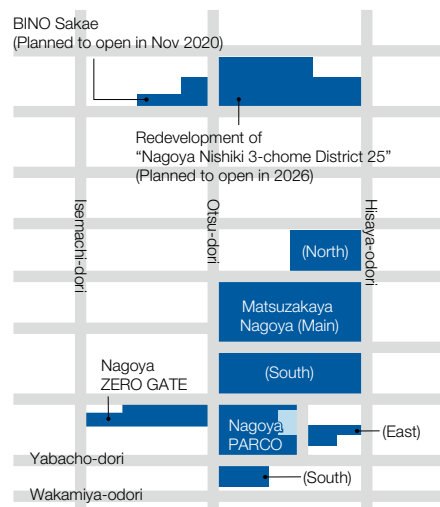 BINO Sakae
(Planned to open in Nov 2020)
Redevelopment of
“Nagoya Nishiki 3-chome District 25”
(Planned to open in 2026)
Isemachi-dori
Otsu-dori
Hisaya-odori
(North)
Matsuzakaya
Nagoya (Main)
(South)
Nagoya
ZERO GATE
Nagoya
PARCO
(East)
Yabacho-dori
(South)
Wakamiya-odori